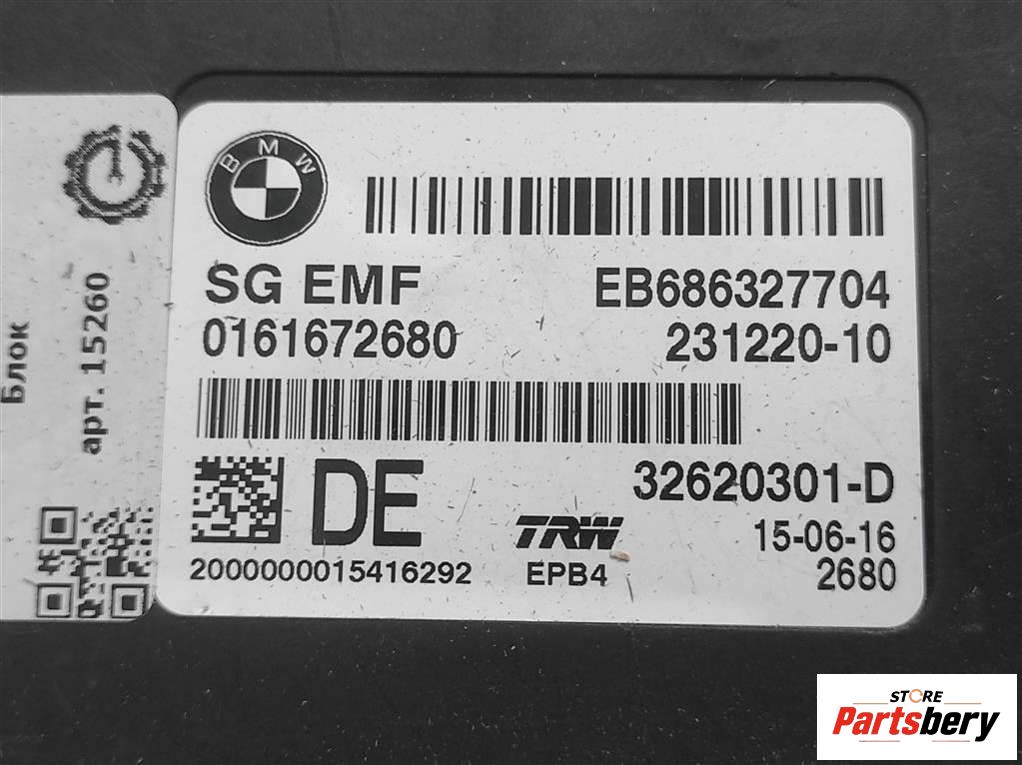 Блок
арт. 15260
BMW
SG EMF
EB686327704
0161672680
231220-10
DE
32620301-D
TRW
15-06-16
2000000015416292
EPB4
2680
STORE
Partsbery